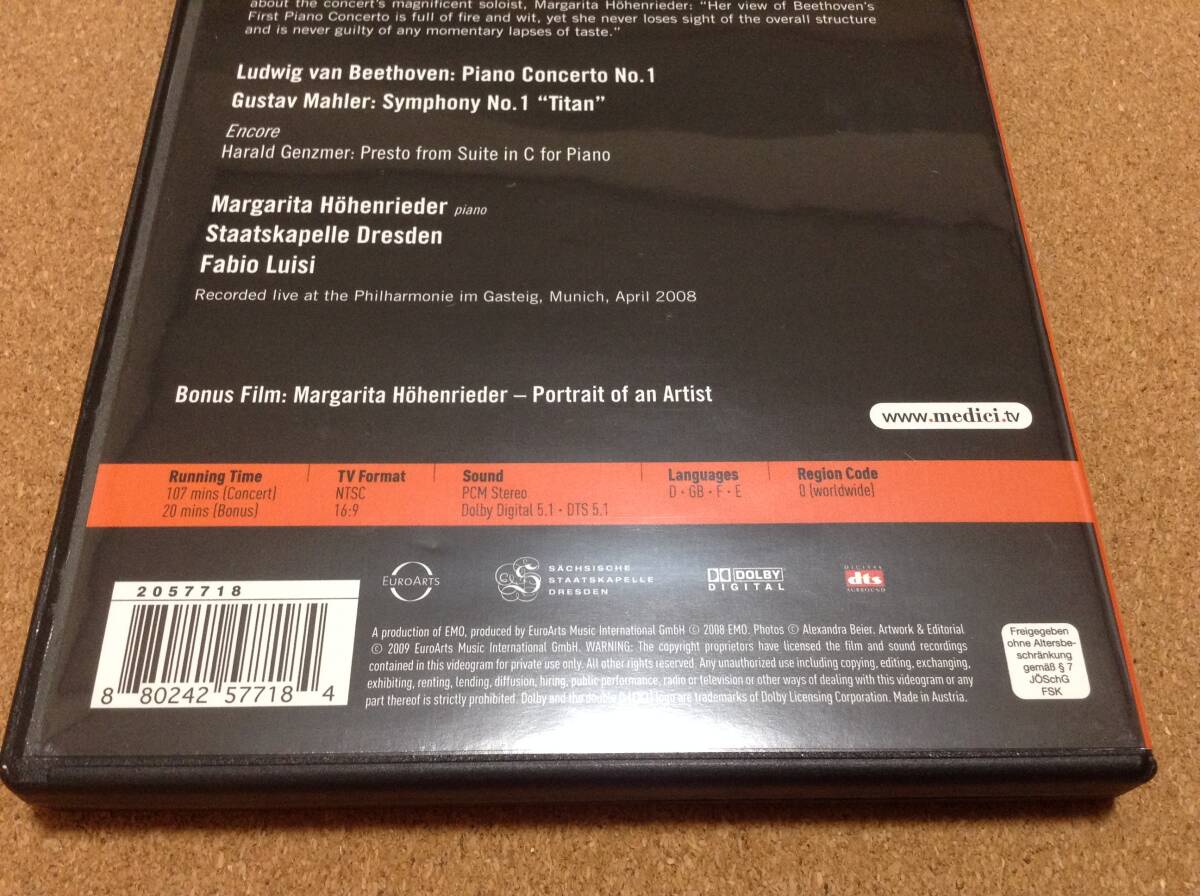 about the concert's magnificent soloist, Margarita Höhenrieder: "Her view of Beethoven's
First Piano Concerto is full of fire and wit, yet she never loses sight of the overall structure
and is never guilty of any momentary lapses of taste."
Ludwig van Beethoven: Piano Concerto No. 1
Gustav Mahler: Symphony No. 1 "Titan"
Encore
Harald Genzmer: Presto from Suite in C for Piano
Margarita Höhenrieder piano
Staatskapelle Dresden
Fabio Luisi
Recorded live at the Philharmonie im Gasteig, Munich, April 2008
Bonus Film: Margarita Höhenrieder – Portrait of an Artist
www.medici.tv
Running Time
107 mins (Concert)
20 mins (Bonus)
TV Format
NTSC
16:9
Sound
PCM Stereo
Dolby Digital 5.1 · DTS 5.1
Languages
D · GB · F · E
Region Code
0 (worldwide)
EUROARTS
SÄCHSISCHE
STAATSKAPELLE
DRESDEN
DOLBY
DIGITAL
DIGITAL
dts
SURROUND
2057718
8 80242 57718 4
A production of EMO, produced by EuroArts Music International GmbH © 2008 EMO. Photos © Alexandra Beier. Artwork & Editorial
© 2009 EuroArts Music International GmbH. WARNING: The copyright proprietors have licensed the film and sound recordings
contained in this videogram for private use only. All other rights reserved. Any unauthorized use including copying, editing, exchanging,
exhibiting, renting, lending, diffusion, hiring, public performance, radio or television or other ways of dealing with this videogram or any
part thereof is strictly prohibited. Dolby and the double logo are trademarks of Dolby Licensing Corporation. Made in Austria.
Freigegeben
ohne Altersbe-
schränkung
gemäß § 7
JÖSchG
FSK